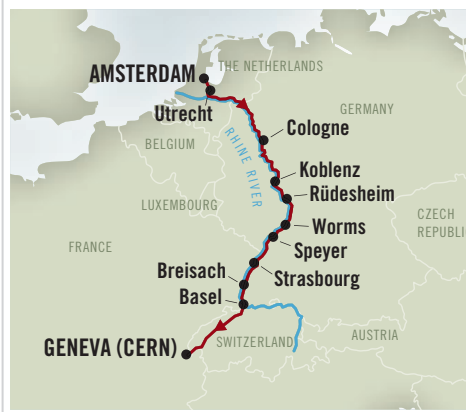 AMSTERDAM
THE NETHERLANDS
Utrecht
GERMANY
Cologne
BELGIUM
RHINE RIVER
Koblenz
Rüdesheim
LUXEMBOURG
Worms
CZECH
REPUBLI
FRANCE
Speyer
Strasbourg
Breisach
Basel
AUSTRIA
SWITZERLAND
GENEVA (CERN)